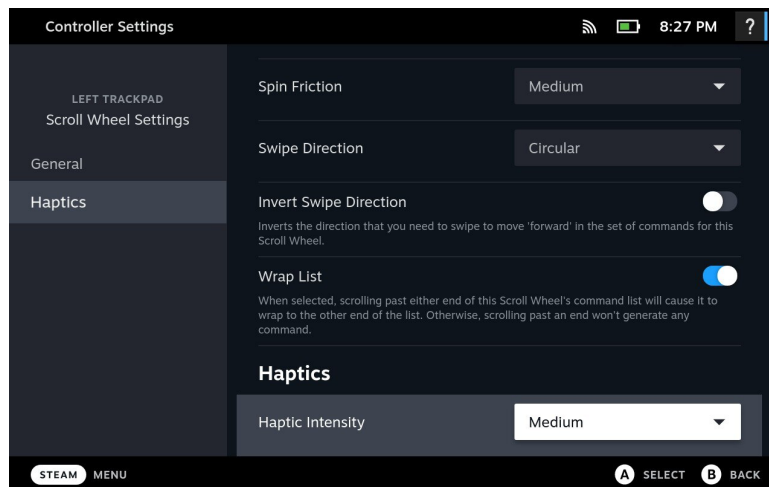 Controller Settings
8:27 PM
?
LEFT TRACKPAD
Scroll Wheel Settings
General
Haptics
Spin Friction
Medium
Swipe Direction
Circular
Invert Swipe Direction
Inverts the direction that you need to swipe to move 'forward' in the set of commands for this
Scroll Wheel.
Wrap List
When selected, scrolling past either end of this Scroll Wheel's command list will cause it to
wrap to the other end of the list. Otherwise, scrolling past an end won't generate any
command.
Haptics
Haptic Intensity
Medium
STEAM MENU
A SELECT B BACK